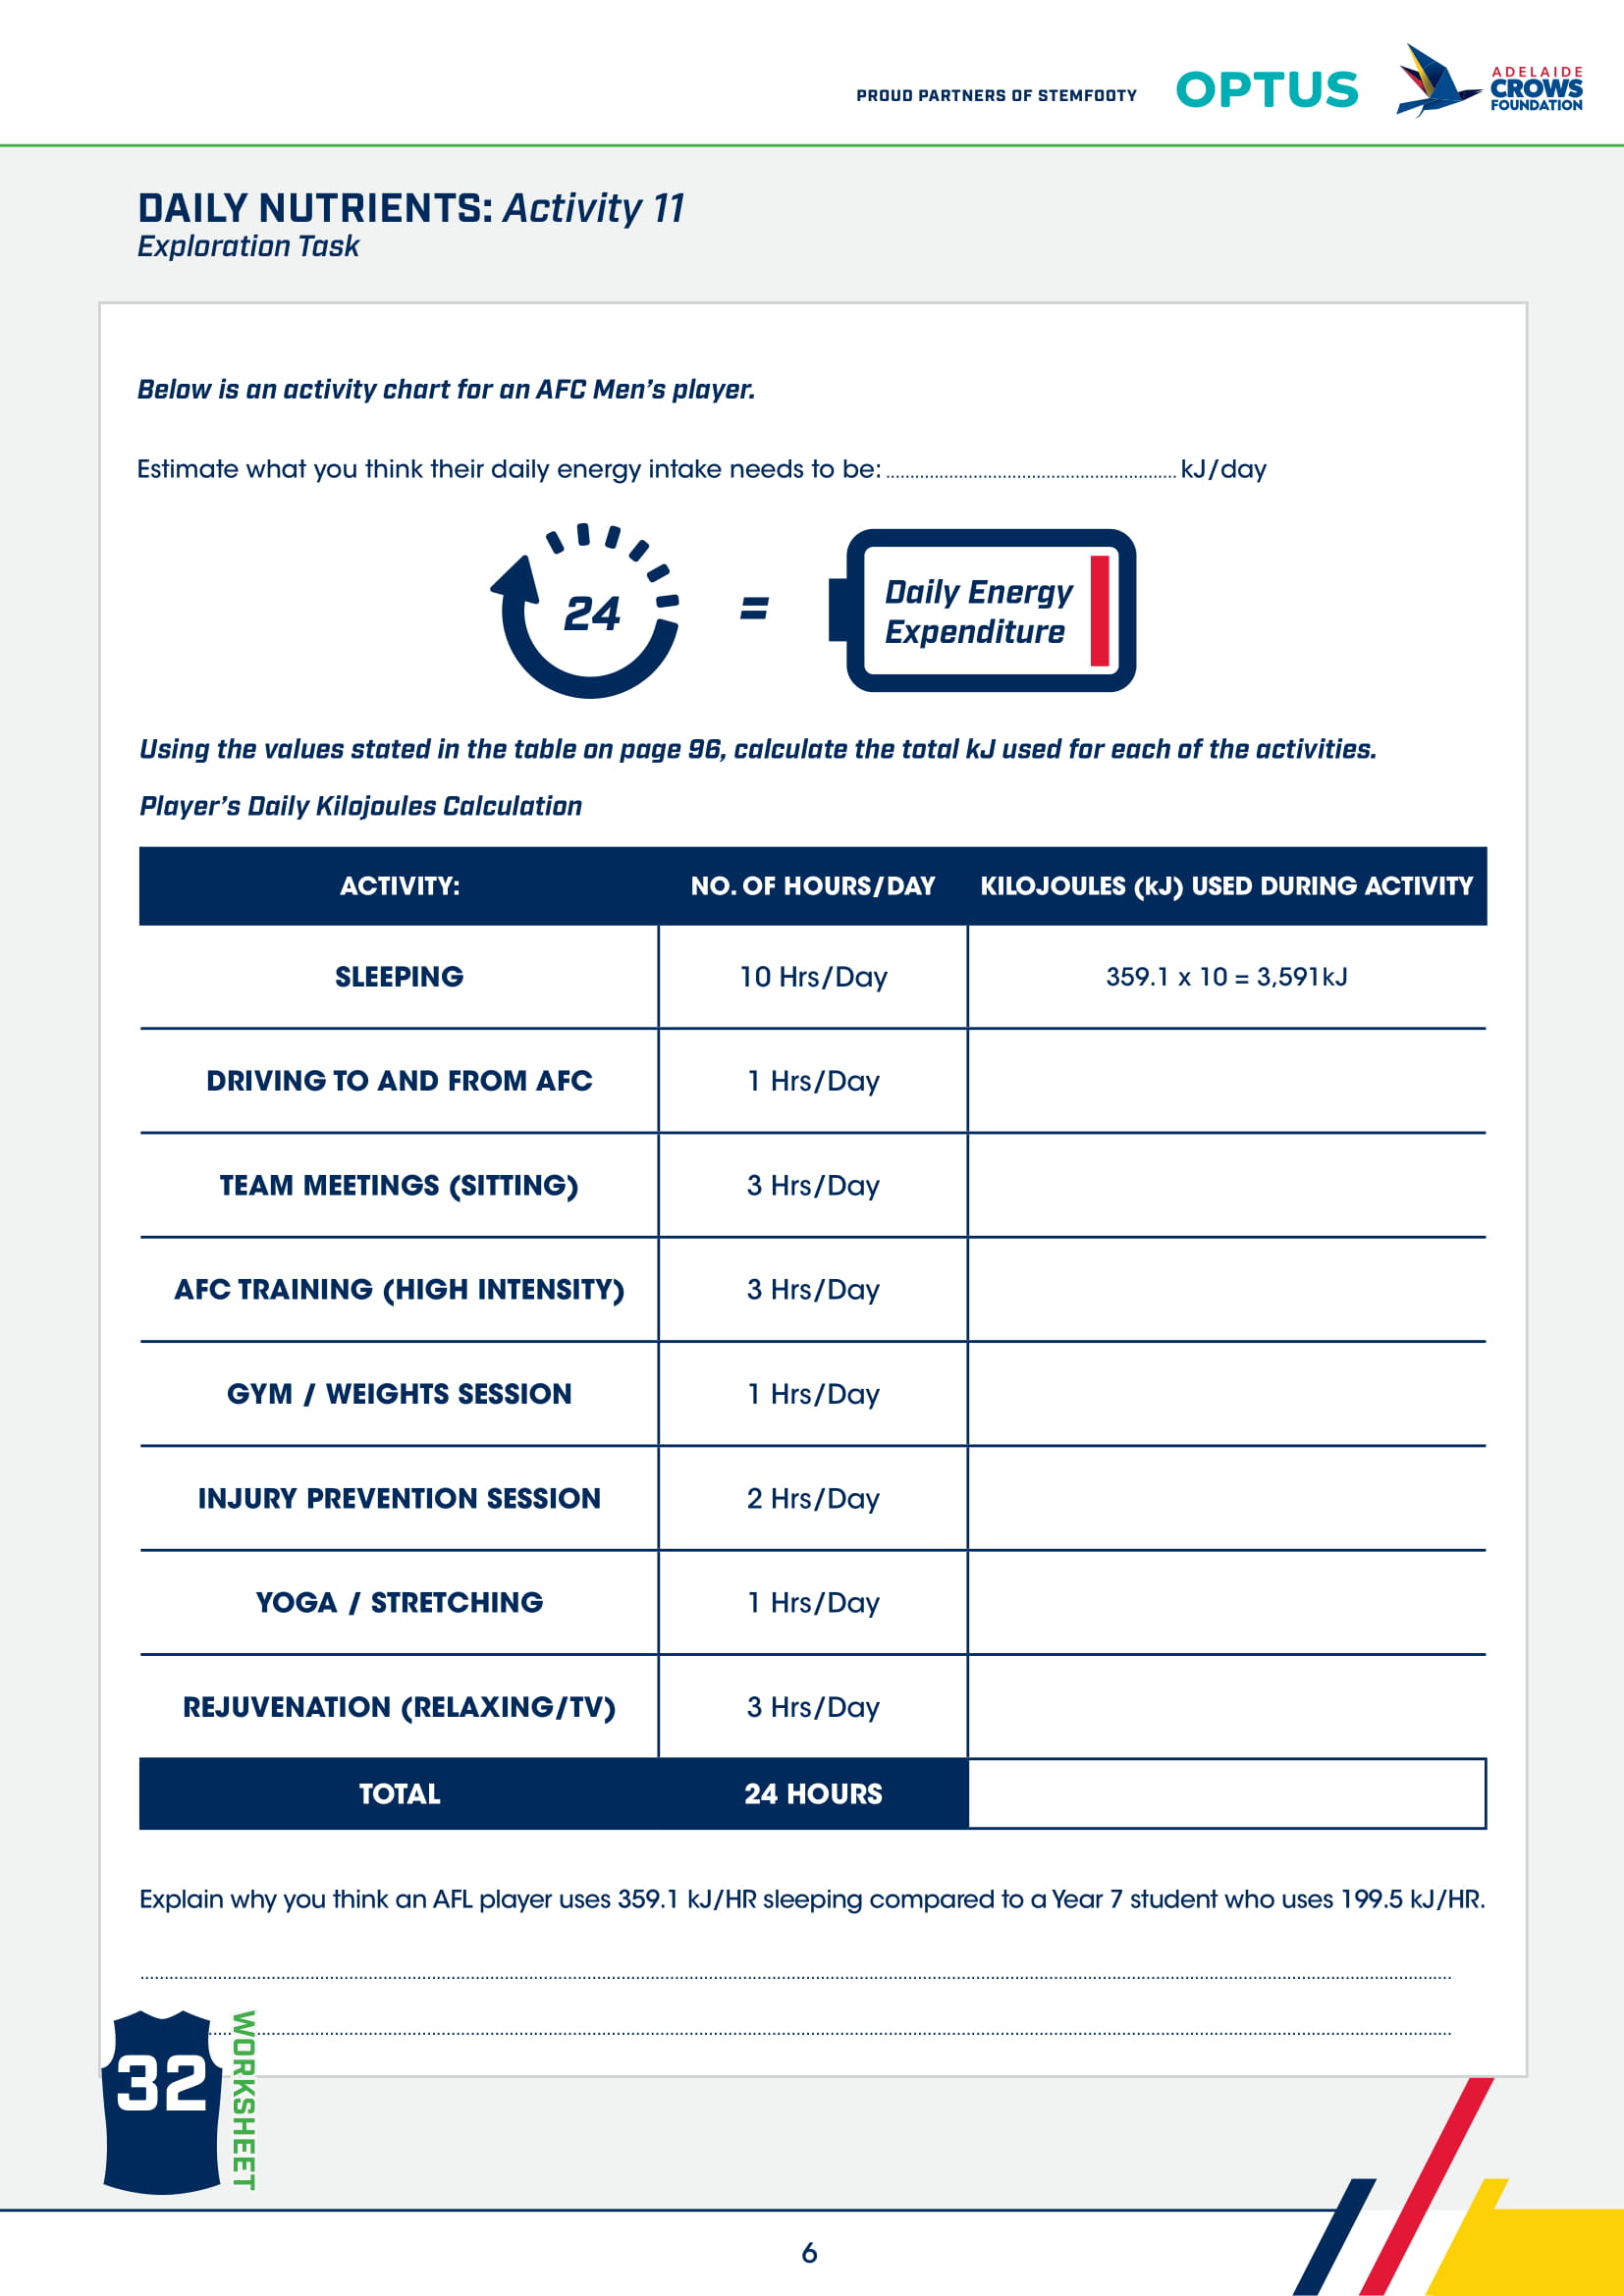 PROUD PARTNERS OF STEMFOOTY
OPTUS
ADELAIDE
CROWS
FOUNDATION
DAILY NUTRIENTS: Activity 11
Exploration Task
Below is an activity chart for an AFC Men's player.
Estimate what you think their daily energy intake needs to be: ............................................................ kJ/day
24
=
Daily Energy
Expenditure
Using the values stated in the table on page 96, calculate the total kJ used for each of the activities.
Player's Daily Kilojoules Calculation
ACTIVITY: NO. OF HOURS/DAY KILOJOULES (kJ) USED DURING ACTIVITY
SLEEPING 10 Hrs/Day 359.1 x 10 = 3,591kJ
DRIVING TO AND FROM AFC 1 Hrs/Day
TEAM MEETINGS (SITTING) 3 Hrs/Day
AFC TRAINING (HIGH INTENSITY) 3 Hrs/Day
GYM / WEIGHTS SESSION 1 Hrs/Day
INJURY PREVENTION SESSION 2 Hrs/Day
YOGA / STRETCHING 1 Hrs/Day
REJUVENATION (RELAXING/TV) 3 Hrs/Day
TOTAL 24 HOURS
Explain why you think an AFL player uses 359.1 kJ/HR sleeping compared to a Year 7 student who uses 199.5 kJ/HR.
32
WORKSHEET
6